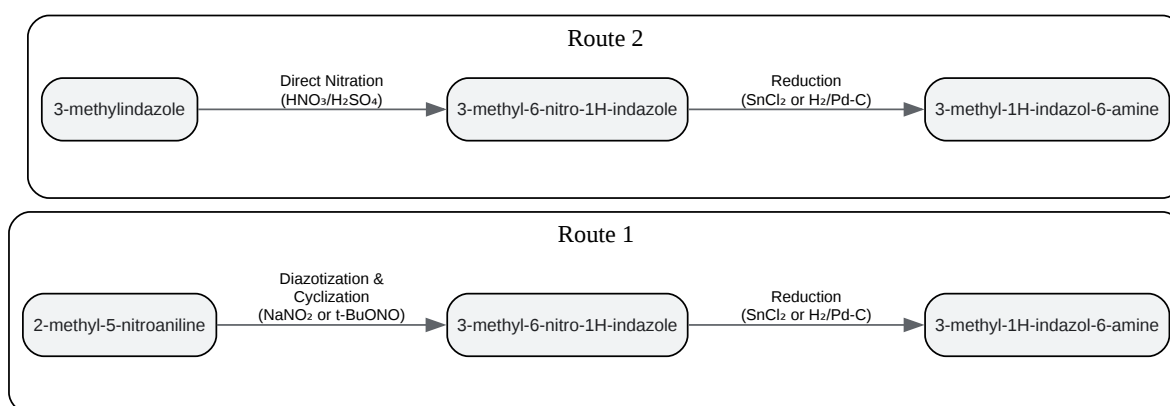 Route 2
3-methylindazole
Direct Nitration
(HNO₃/H₂SO₄)
3-methyl-6-nitro-1H-indazole
Reduction
(SnCl₂ or H₂/Pd-C)
3-methyl-1H-indazol-6-amine
Route 1
2-methyl-5-nitroaniline
Diazotization &
Cyclization
(NaNO₂ or t-BuONO)
3-methyl-6-nitro-1H-indazole
Reduction
(SnCl₂ or H₂/Pd-C)
3-methyl-1H-indazol-6-amine